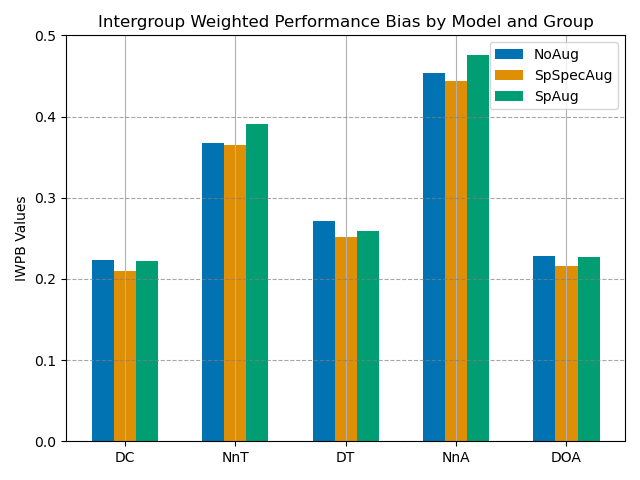 Intergroup Weighted Performance Bias by Model and Group
IWPB Values
0.5
0.4
0.3
0.2
0.1
0.0
NoAug
SpSpecAug
SpAug
DC
NnT
DT
NnA
DOA